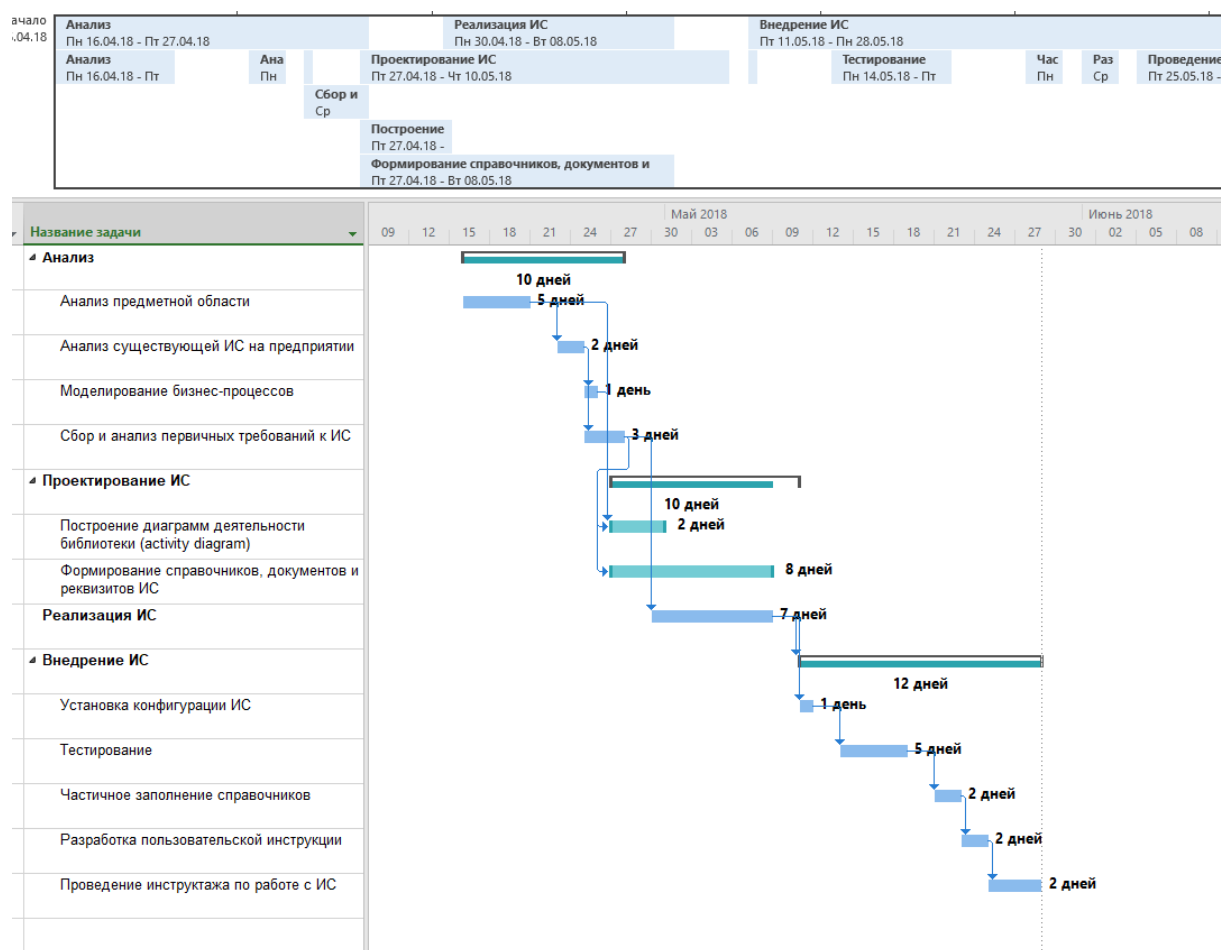 чало
.04.18
Анализ
Пн 16.04.18 - Пт 27.04.18
Реализация ИС
Пн 30.04.18 - Вт 08.05.18
Внедрение ИС
Пт 11.05.18 - Пн 28.05.18
Анализ
Пн 16.04.18 - Пт
Ана
Пн
Проектирование ИС
Пт 27.04.18 - Чт 10.05.18
Тестирование
Пн 14.05.18 - Пт
Час
Пн
Раз
Ср
Проведение
Пт 25.05.18 -
Сбор и
Ср
Построение
Пт 27.04.18 -
Формирование справочников, документов и
Пт 27.04.18 - Вт 08.05.18
Май 2018
Июнь 2018
Название задачи
09 12 15 18 21 24 27 30 03 06 09 12 15 18 21 24 27 30 02 05 08
Анализ
10 дней
Анализ предметной области
5 дней
Анализ существующей ИС на предприятии
2 дней
Моделирование бизнес-процессов
1 день
Сбор и анализ первичных требований к ИС
3 дней
Проектирование ИС
10 дней
Построение диаграмм деятельности
библиотеки (activity diagram)
2 дней
Формирование справочников, документов и
реквизитов ИС
8 дней
Реализация ИС
7 дней
Внедрение ИС
12 дней
Установка конфигурации ИС
1 день
Тестирование
5 дней
Частичное заполнение справочников
2 дней
Разработка пользовательской инструкции
2 дней
Проведение инструктажа по работе с ИС
2 дней